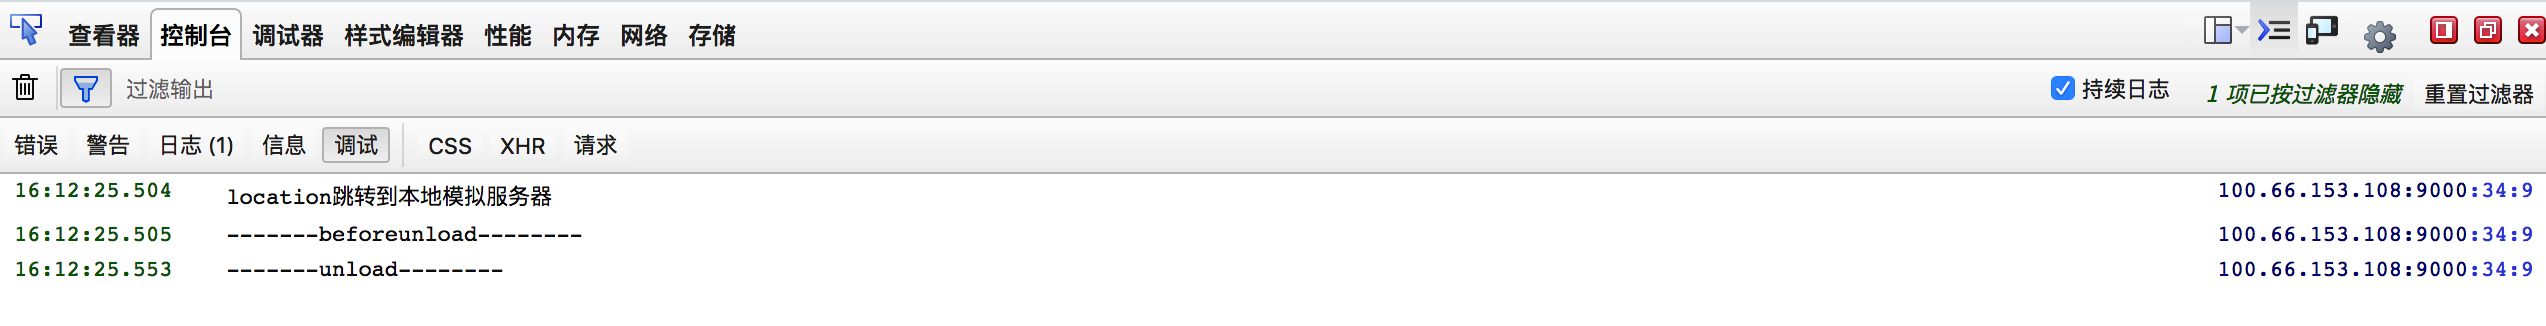 查看器 控制台 调试器 样式编辑器 性能 内存 网络 存储
过滤输出 持续日志 1 项已按过滤器隐藏 重置过滤器
错误 警告 日志 (1) 信息 调试 CSS XHR 请求
16:12:25.504 location跳转到本地模拟服务器 100.66.153.108:9000:34:9
16:12:25.505 -------beforeunload-------- 100.66.153.108:9000:34:9
16:12:25.553 -------unload-------- 100.66.153.108:9000:34:9